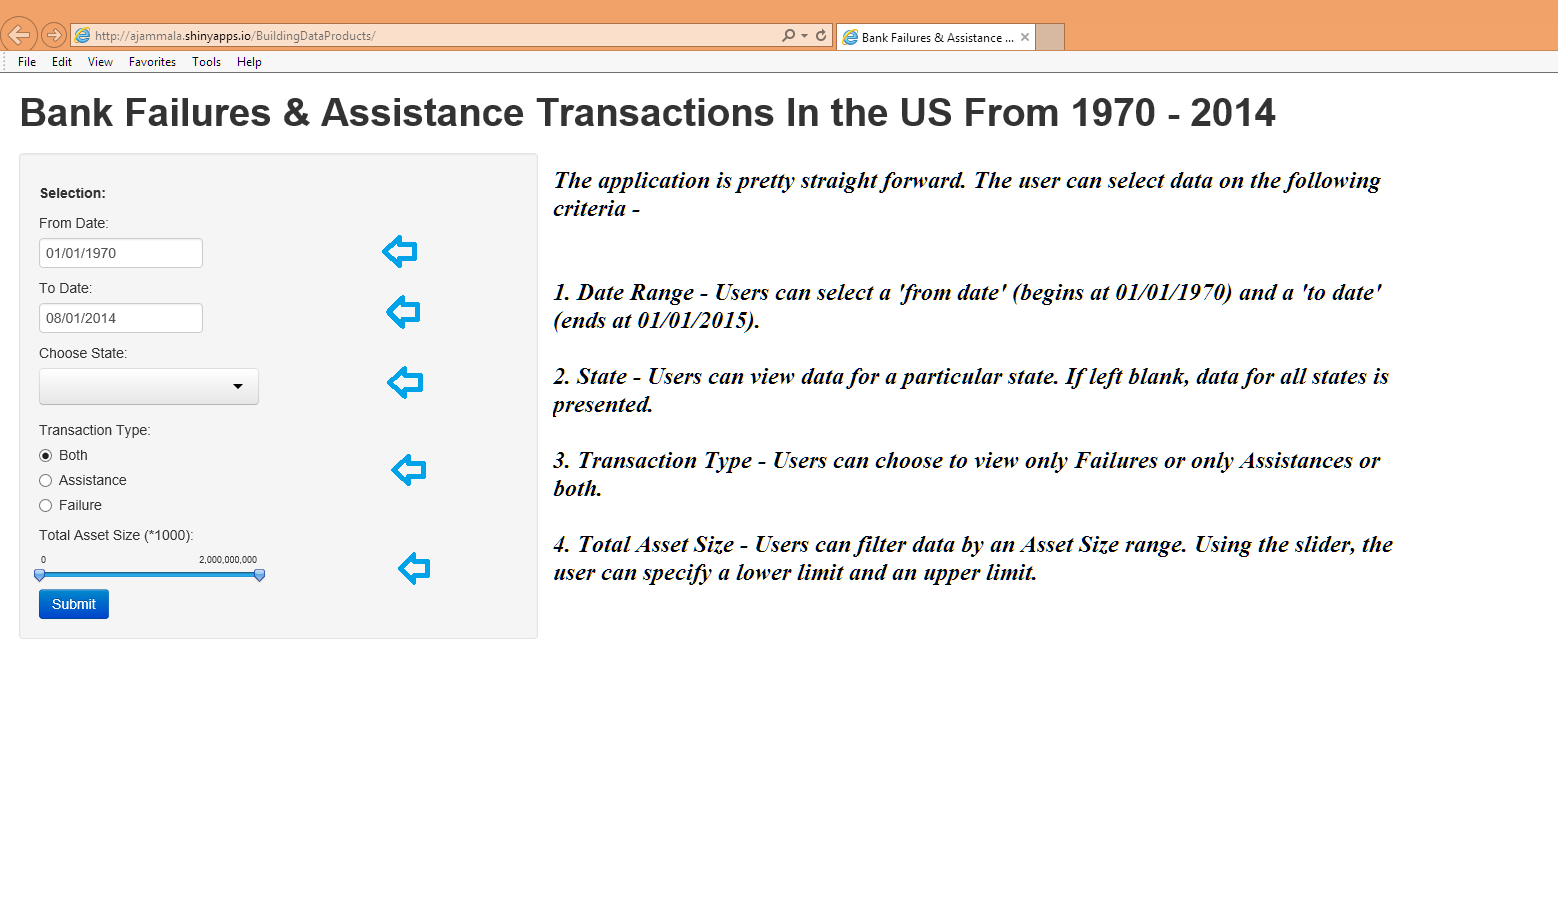 http://ajammala.shinyapps.io/BuildingDataProducts/
Bank Failures & Assistance ...
File Edit View Favorites Tools Help
Bank Failures & Assistance Transactions In the US From 1970 - 2014
Selection:
From Date:
01/01/1970
To Date:
08/01/2014
Choose State:
Transaction Type:
Both
Assistance
Failure
Total Asset Size (*1000):
0 2,000,000,000
Submit
The application is pretty straight forward. The user can select data on the following
criteria -
1. Date Range - Users can select a 'from date' (begins at 01/01/1970) and a 'to date'
(ends at 01/01/2015).
2. State - Users can view data for a particular state. If left blank, data for all states is
presented.
3. Transaction Type - Users can choose to view only Failures or only Assistances or
both.
4. Total Asset Size - Users can filter data by an Asset Size range. Using the slider, the
user can specify a lower limit and an upper limit.